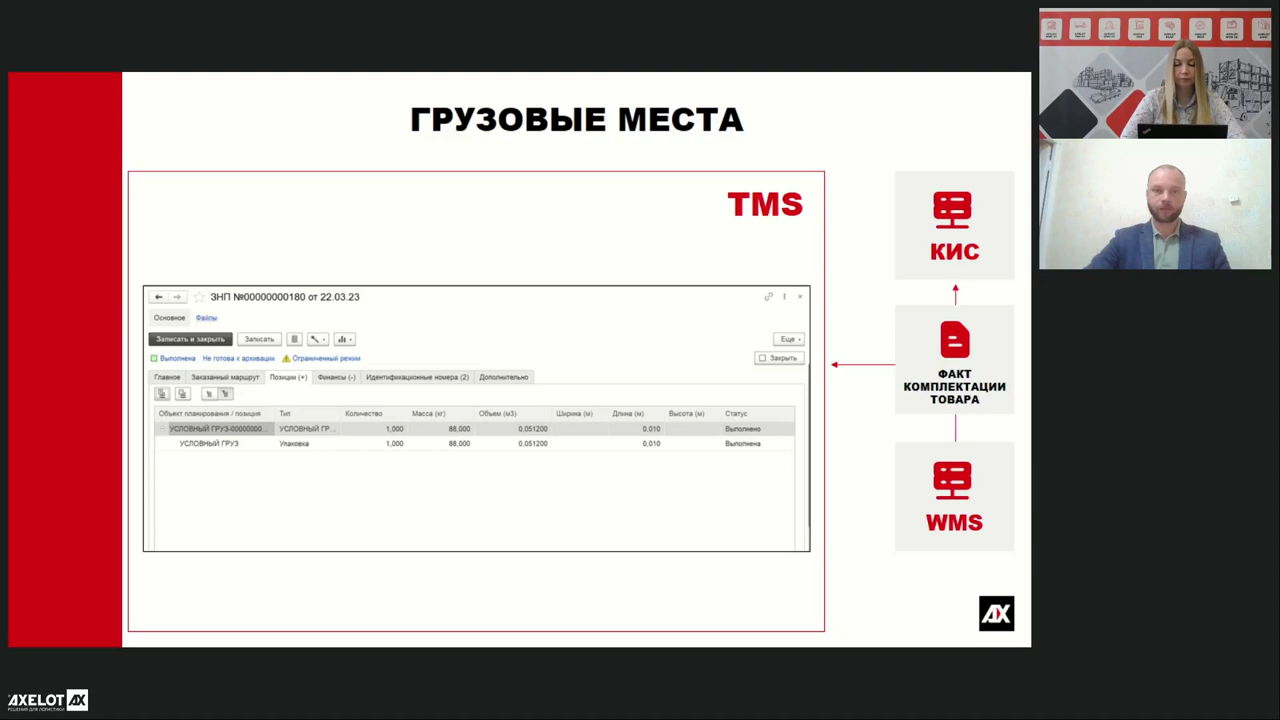 ГРУЗОВЫЕ МЕСТА
TMS
ЗНП №00000000180 от 22.03.23
Основное Файлы
Записать и закрыть Записать Еще
Выполнена Не готова к архивации Ограниченный режим Закрыть
Главное Заказанный маршрут Позиции (+) Финансы (-) Идентификационные номера (2) Дополнительно
Объект планирования / позиция Тип Количество Масса (кг) Объем (м3) Ширина (м) Длина (м) Высота (м) Статус
УСЛОВНЫЙ ГРУЗ-00000000... УСЛОВНЫЙ ГР... 1,000 88,000 0,051200 0,010 Выполнено
УСЛОВНЫЙ ГРУЗ Упаковка 1,000 88,000 0,051200 0,010 Выполнена
КИС
ФАКТ
КОМПЛЕКТАЦИИ
ТОВАРА
WMS
AX
AXELOT AX
РЕШЕНИЯ ДЛЯ ЛОГИСТИКИ